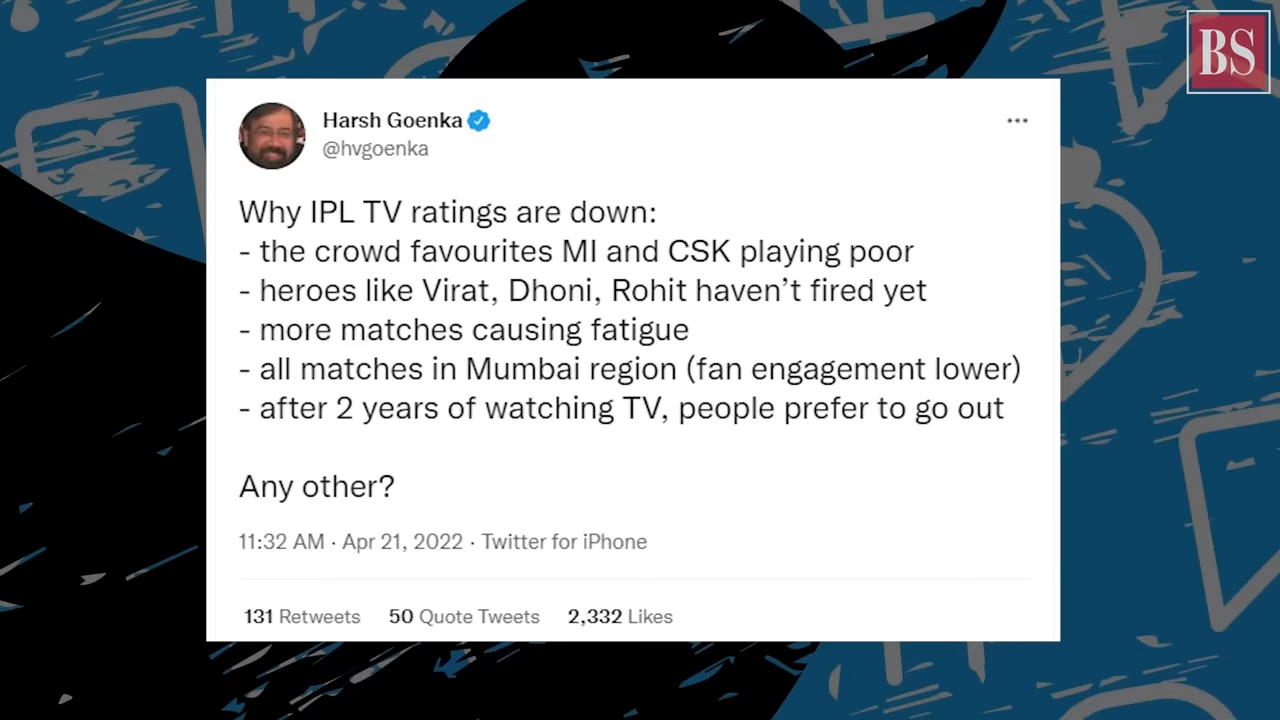 BS
Harsh Goenka
@hvgoenka
Why IPL TV ratings are down:
- the crowd favourites MI and CSK playing poor
- heroes like Virat, Dhoni, Rohit haven’t fired yet
- more matches causing fatigue
- all matches in Mumbai region (fan engagement lower)
- after 2 years of watching TV, people prefer to go out
Any other?
11:32 AM · Apr 21, 2022 · Twitter for iPhone
131 Retweets 50 Quote Tweets 2,332 Likes